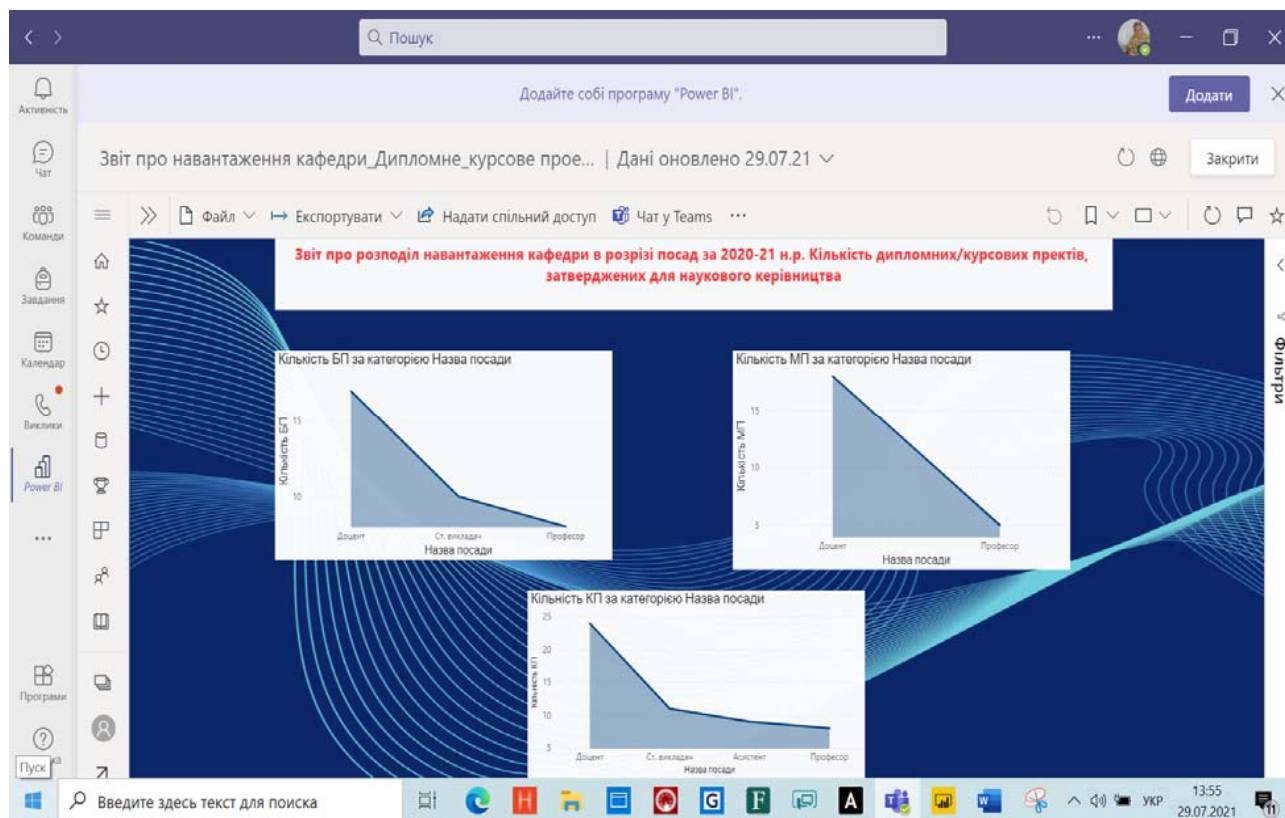 Пошук
Активність
Чат
Команди
Завдання
Календар
Виклики
Power BI
Програми
Пуск
Додайте собі програму "Power BI".
Додати
Звіт про навантаження кафедри_Дипломне_курсове прое... | Дані оновлено 29.07.21
Закрити
Файл
Експортувати
Надати спільний доступ
Чат у Teams
Звіт про розподіл навантаження кафедри в розрізі посад за 2020-21 н.р. Кількість дипломних/курсових пректів,
затверджених для наукового керівництва
Фільтри
Кількість БП за категорією Назва посади
Кількість БП
15
10
Доцент Ст. викладач Професор
Назва посади
Кількість МП за категорією Назва посади
Кількість МП
15
10
5
Доцент Професор
Назва посади
Кількість КП за категорією Назва посади
Кількість КП
25
20
15
10
5
Доцент Ст. викладач Асистент Професор
Назва посади
Введите здесь текст для поиска
H
G
F
A
УКР
13:55
29.07.2021
11